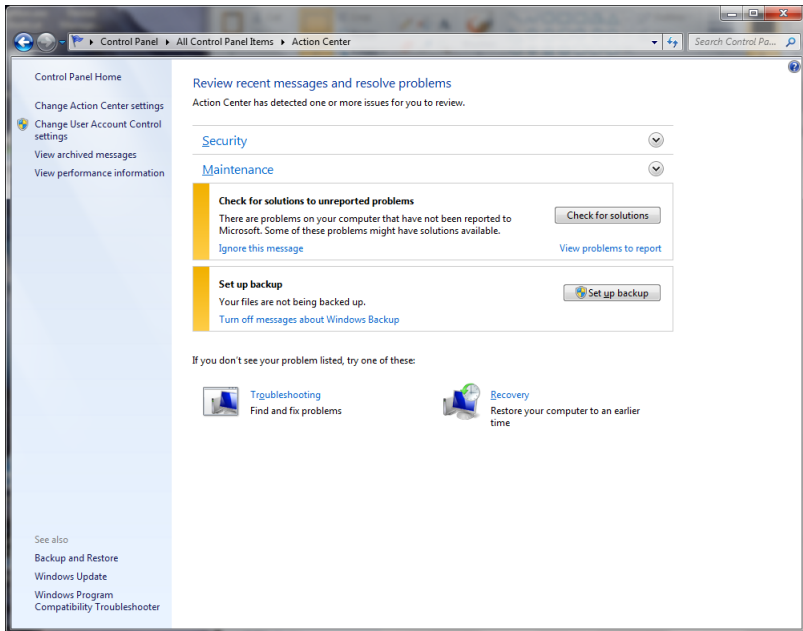 Control Panel All Control Panel Items Action Center
Search Control Pa...
Control Panel Home
Change Action Center settings
Change User Account Control
settings
View archived messages
View performance information
Review recent messages and resolve problems
Action Center has detected one or more issues for you to review.
Security
Maintenance
Check for solutions to unreported problems
There are problems on your computer that have not been reported to
Microsoft. Some of these problems might have solutions available.
Check for solutions
Ignore this message
View problems to report
Set up backup
Your files are not being backed up.
Set up backup
Turn off messages about Windows Backup
If you don't see your problem listed, try one of these:
Troubleshooting
Find and fix problems
Recovery
Restore your computer to an earlier
time
See also
Backup and Restore
Windows Update
Windows Program
Compatibility Troubleshooter